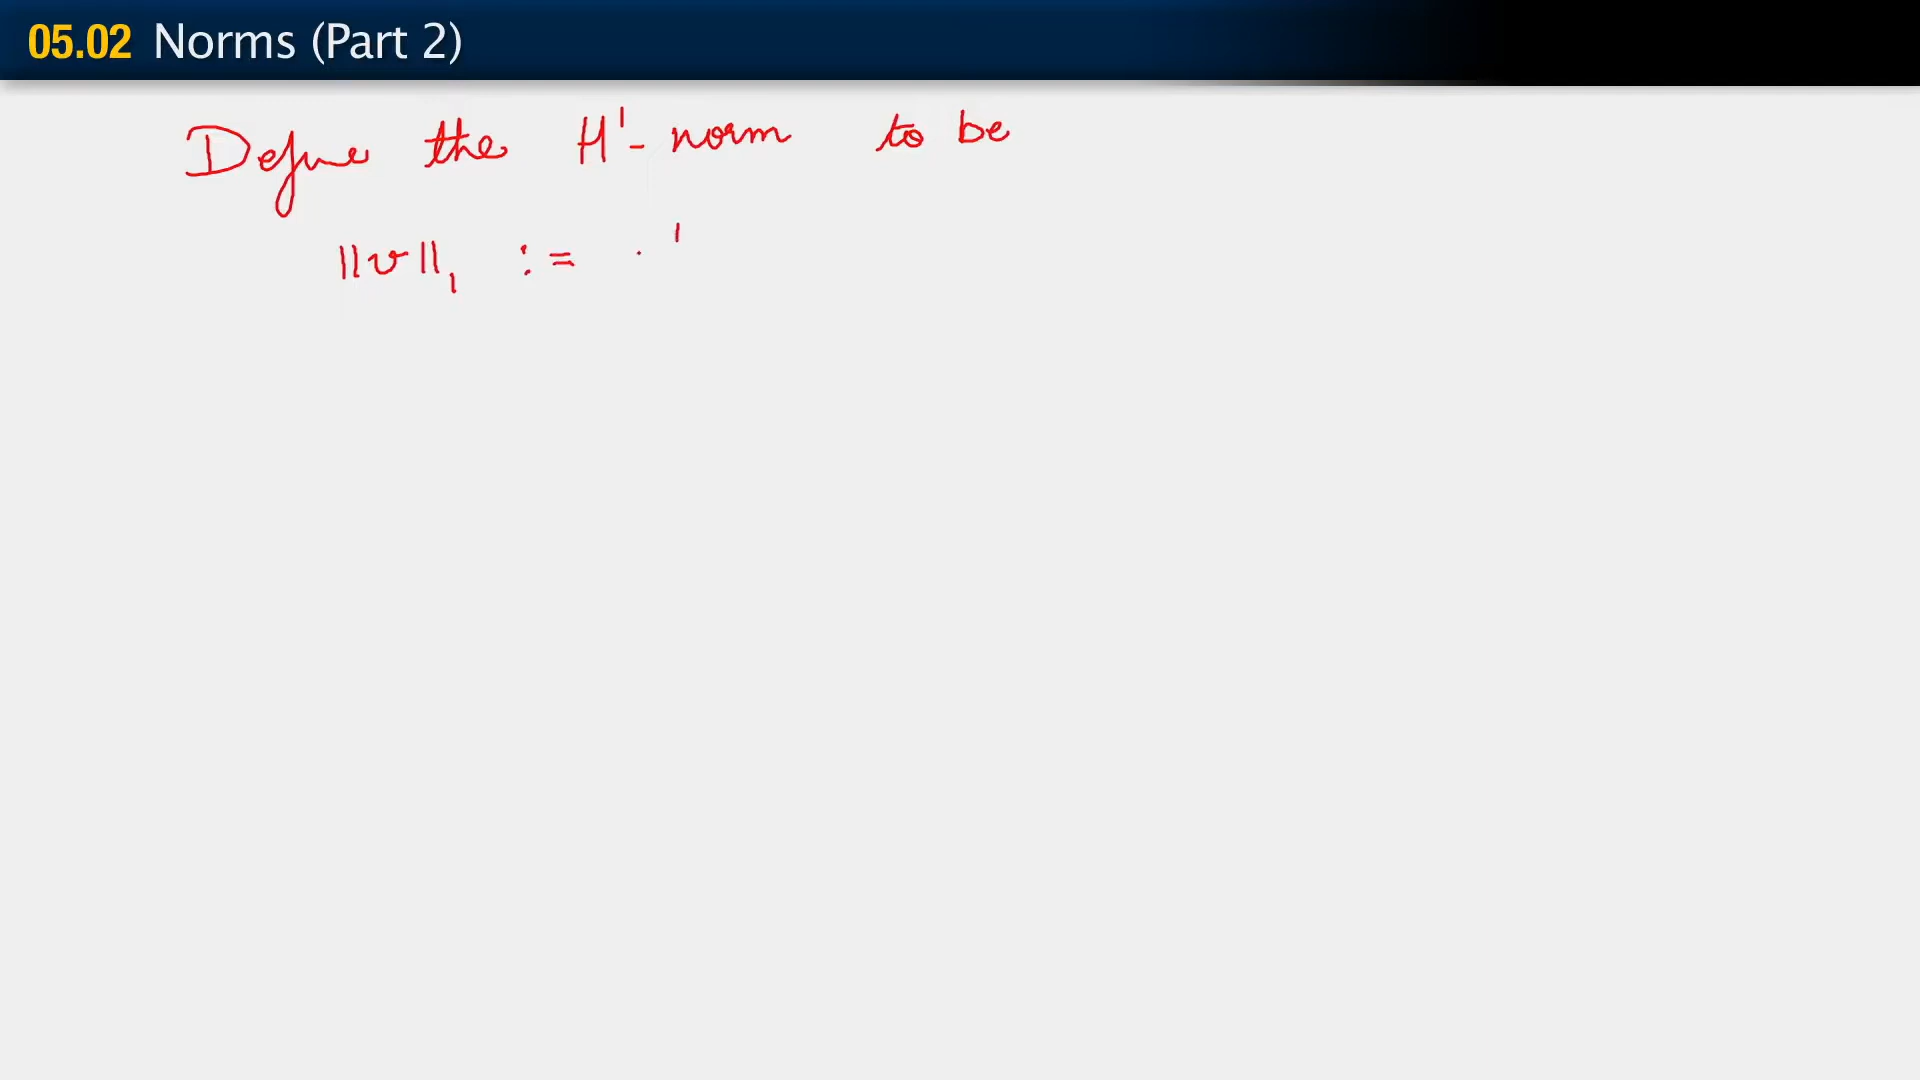 05.02 Norms (Part 2)
Define the H¹-norm to be
||v||₁ :=